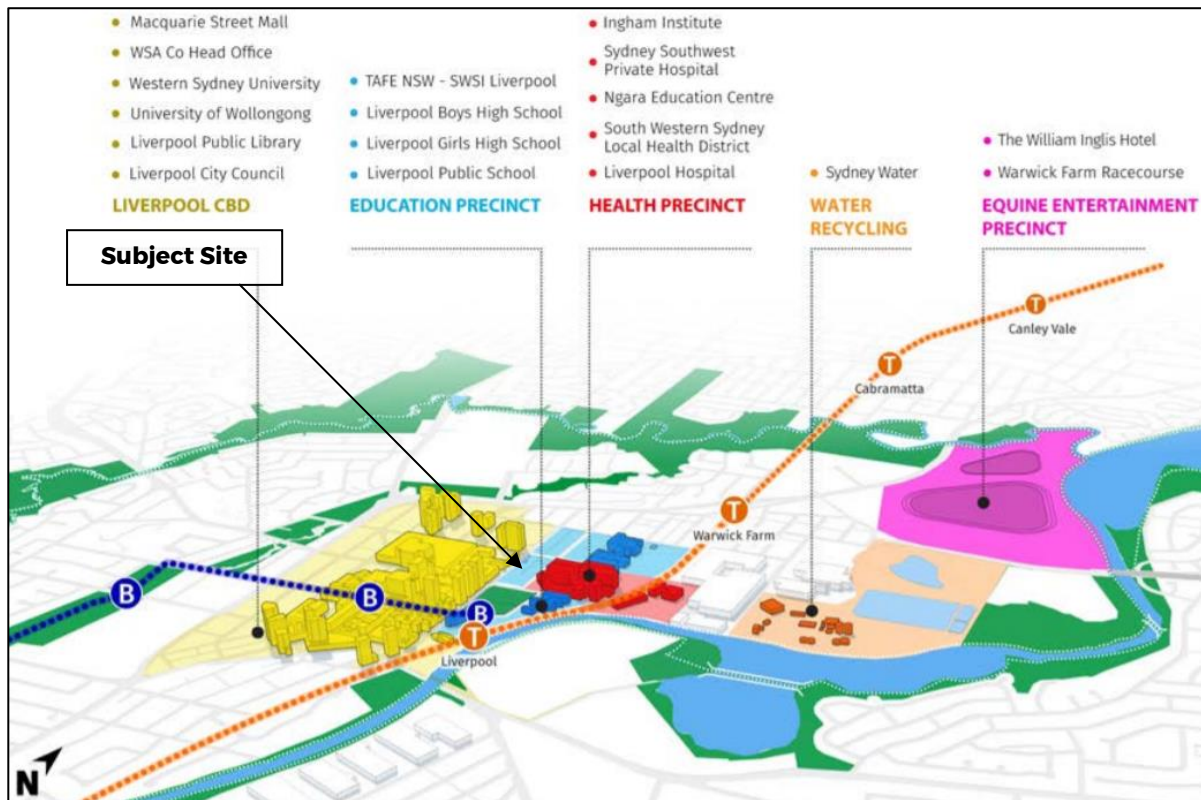 Macquarie Street Mall
WSA Co Head Office
Western Sydney University
University of Wollongong
Liverpool Public Library
Liverpool City Council
LIVERPOOL CBD
TAFE NSW - SWSI Liverpool
Liverpool Boys High School
Liverpool Girls High School
Liverpool Public School
EDUCATION PRECINCT
Ingham Institute
Sydney Southwest
Private Hospital
Ngara Education Centre
South Western Sydney
Local Health District
Liverpool Hospital
HEALTH PRECINCT
Sydney Water
WATER
RECYCLING
The William Inglis Hotel
Warwick Farm Racecourse
EQUINE ENTERTAINMENT
PRECINCT
Subject Site
T
Canley Vale
T
Cabramatta
T
Warwick Farm
B
B
B
T
Liverpool
N